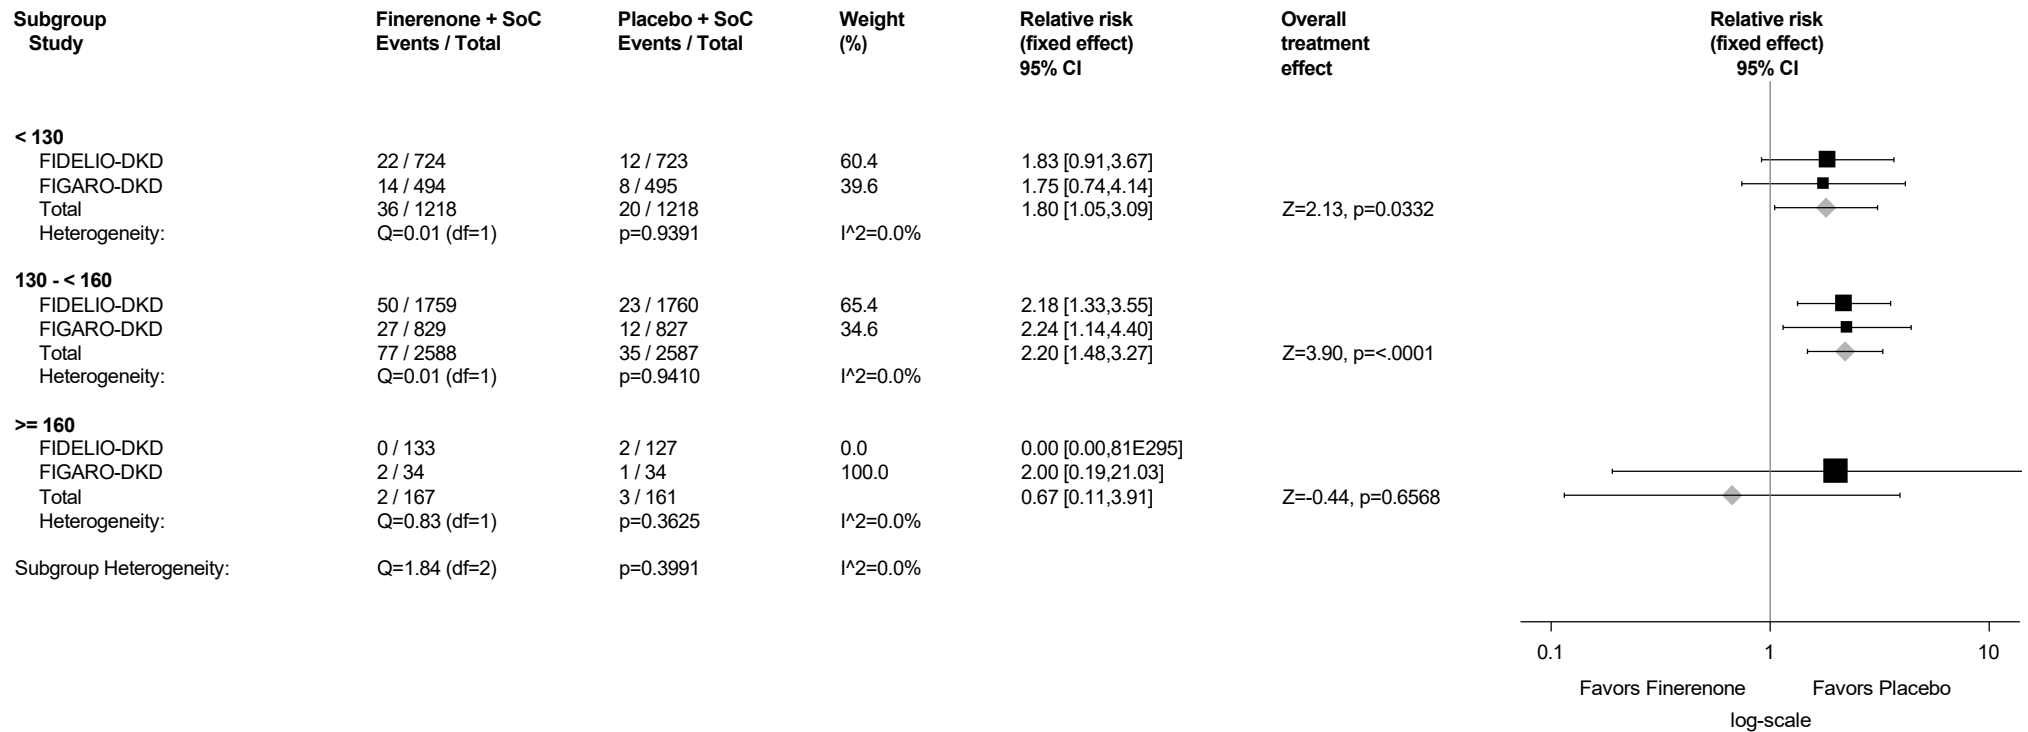 Subgroup Finerenone + SoC Placebo + SoC Weight Relative risk Overall Relative risk
Study Events / Total Events / Total (%) (fixed effect) treatment (fixed effect)
95% CI effect 95% CI
< 130
FIDELIO-DKD 22 / 724 12 / 723 60.4 1.83 [0.91,3.67]
FIGARO-DKD 14 / 494 8 / 495 39.6 1.75 [0.74,4.14]
Total 36 / 1218 20 / 1218 1.80 [1.05,3.09] Z=2.13, p=0.0332
Heterogeneity: Q=0.01 (df=1) p=0.9391 I^2=0.0%
130 - < 160
FIDELIO-DKD 50 / 1759 23 / 1760 65.4 2.18 [1.33,3.55]
FIGARO-DKD 27 / 829 12 / 827 34.6 2.24 [1.14,4.40]
Total 77 / 2588 35 / 2587 2.20 [1.48,3.27] Z=3.90, p=<.0001
Heterogeneity: Q=0.01 (df=1) p=0.9410 I^2=0.0%
>= 160
FIDELIO-DKD 0 / 133 2 / 127 0.0 0.00 [0.00,81E295]
FIGARO-DKD 2 / 34 1 / 34 100.0 2.00 [0.19,21.03]
Total 2 / 167 3 / 161 0.67 [0.11,3.91] Z=-0.44, p=0.6568
Heterogeneity: Q=0.83 (df=1) p=0.3625 I^2=0.0%
Subgroup Heterogeneity: Q=1.84 (df=2) p=0.3991 I^2=0.0%
0.1 1 10
Favors Finerenone Favors Placebo
log-scale